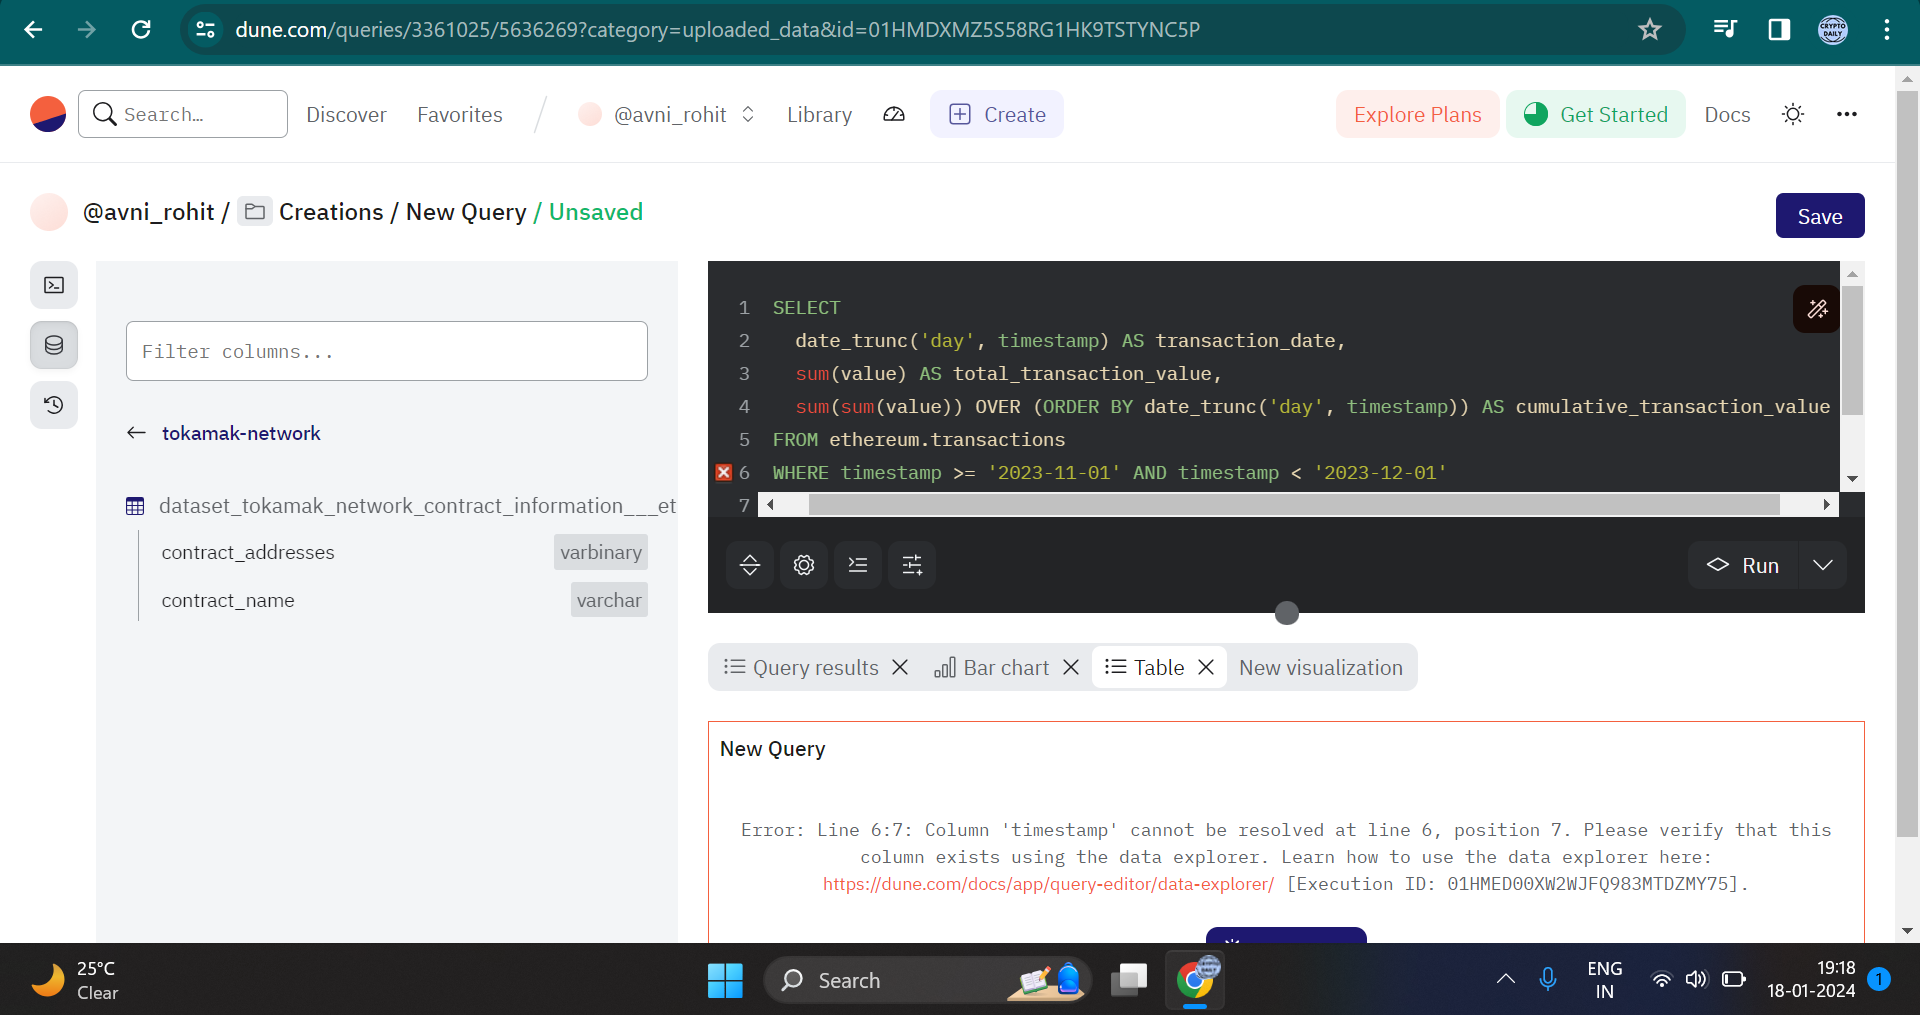 dune.com/queries/3361025/5636269?category=uploaded_data&id=01HMDXMZ5S58RG1HK9TSTYNC5P
CRYPTO DAILY
Search...
Discover
Favorites
@avni_rohit
Library
Create
Explore Plans
Get Started
Docs
@avni_rohit / Creations / New Query / Unsaved
Save
Filter columns...
tokamak-network
dataset_tokamak_network_contract_information___et
contract_addresses varbinary
contract_name varchar
1 SELECT
2 date_trunc('day', timestamp) AS transaction_date,
3 sum(value) AS total_transaction_value,
4 sum(sum(value)) OVER (ORDER BY date_trunc('day', timestamp)) AS cumulative_transaction_value
5 FROM ethereum.transactions
6 WHERE timestamp >= '2023-11-01' AND timestamp < '2023-12-01'
7
Run
Query results
Bar chart
Table
New visualization
New Query
Error: Line 6:7: Column 'timestamp' cannot be resolved at line 6, position 7. Please verify that this
column exists using the data explorer. Learn how to use the data explorer here:
https://dune.com/docs/app/query-editor/data-explorer/ [Execution ID: 01HMED00XW2WJFQ983MTDZMY75].
25°C
Clear
Search
ENG
IN
19:18
18-01-2024
1